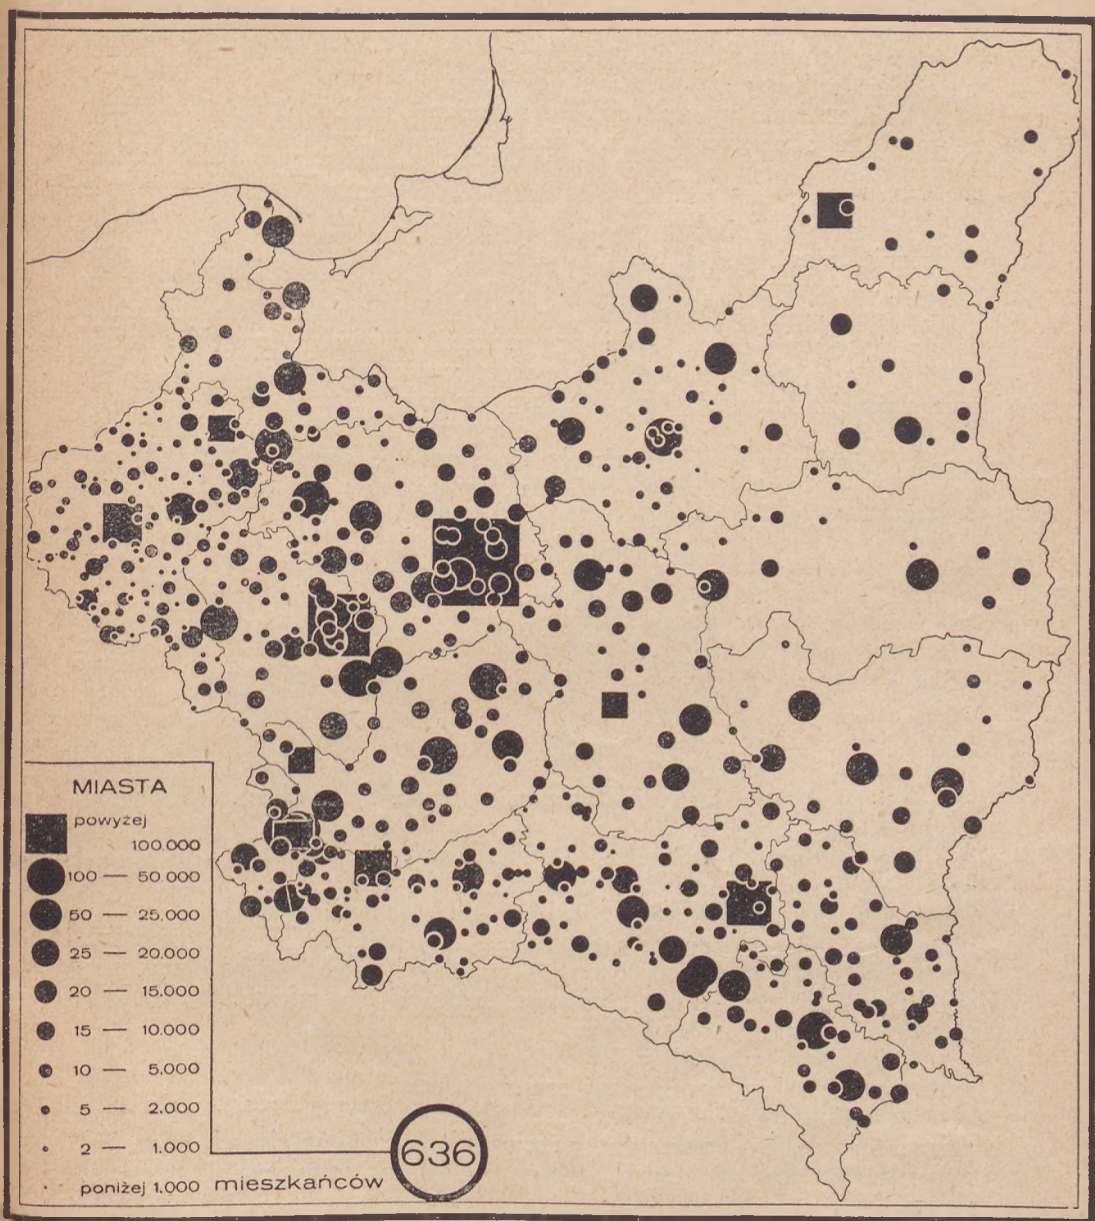 MIASTA
powyżej
100.000
100 — 50.000
50 — 25.000
25 — 20.000
20 — 15.000
15 — 10.000
10 — 5.000
5 — 2.000
2 — 1.000
poniżej 1.000 mieszkańców
636